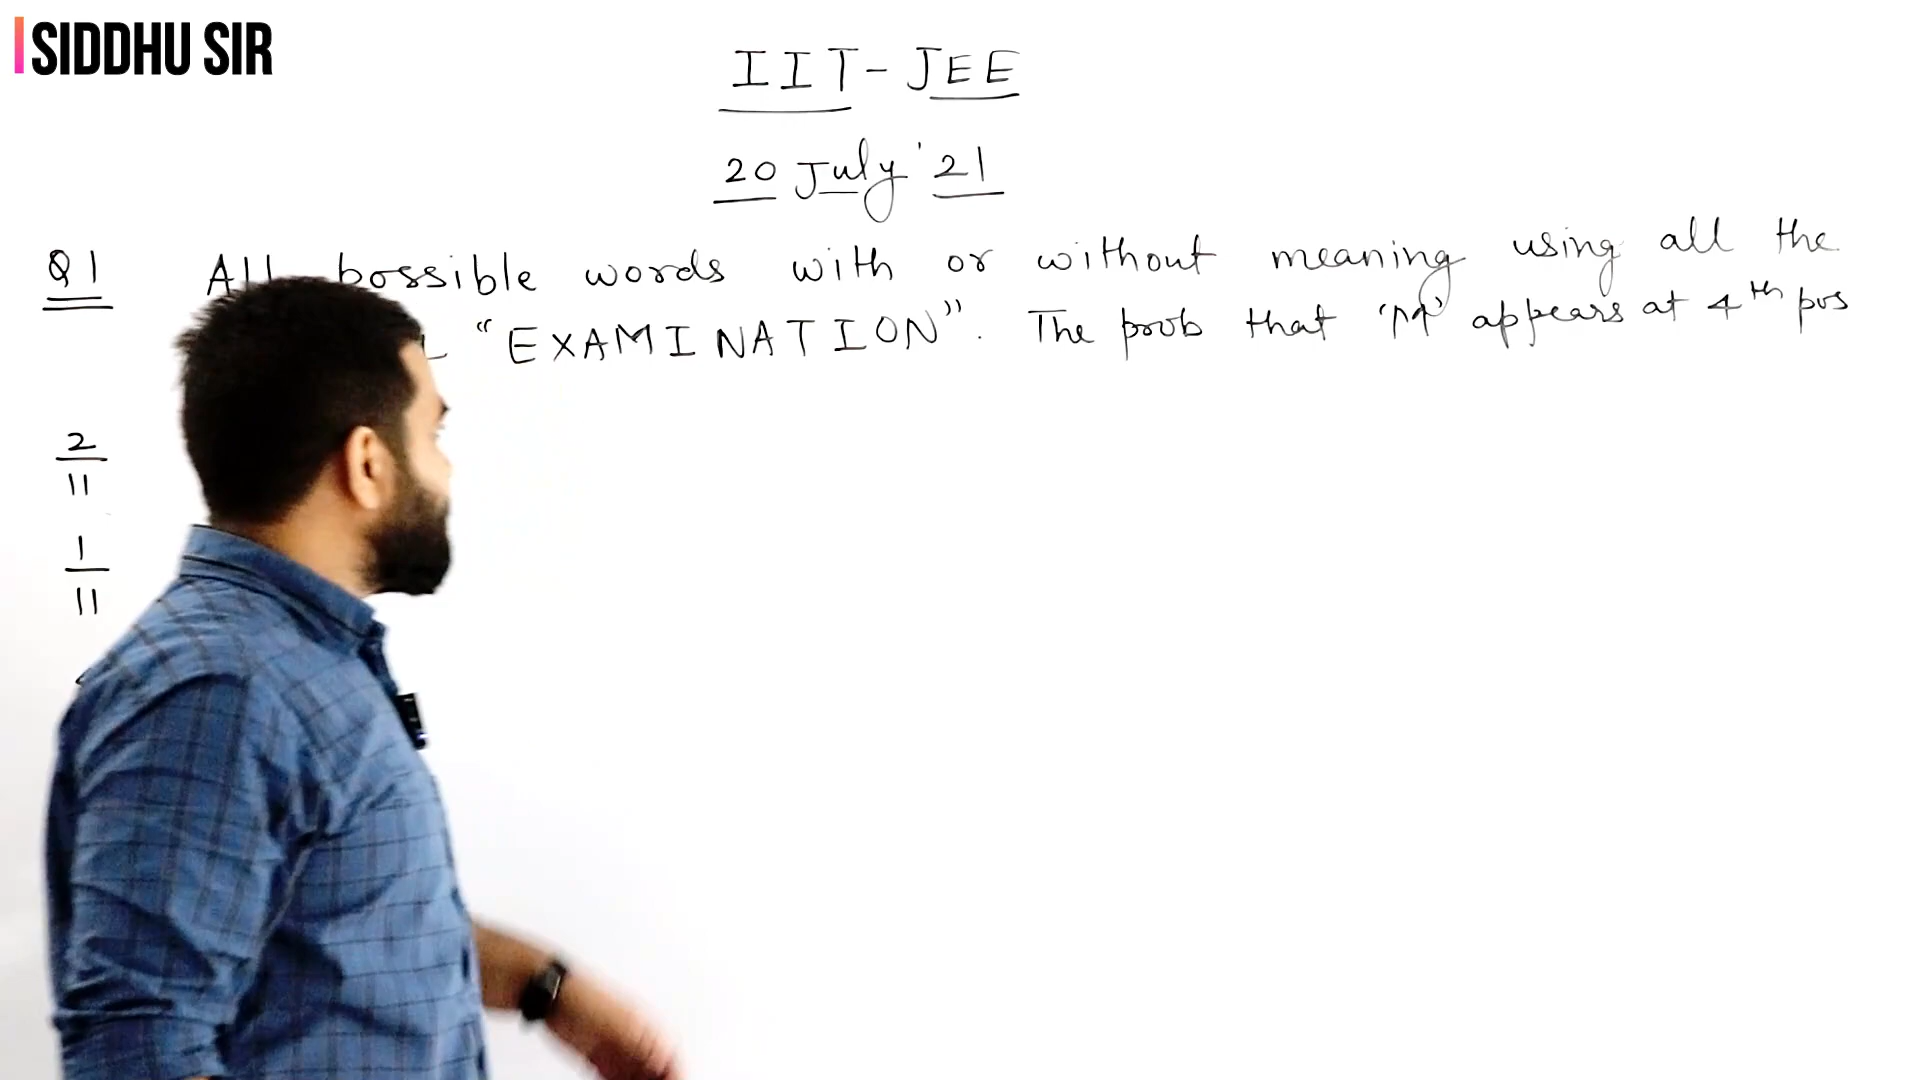 SIDDHU SIR
IIT-JEE
20 July '21
Q1 All possible words with or without meaning using all the
"EXAMINATION". The prob that 'M' appears at 4th pos
2/11
1/11